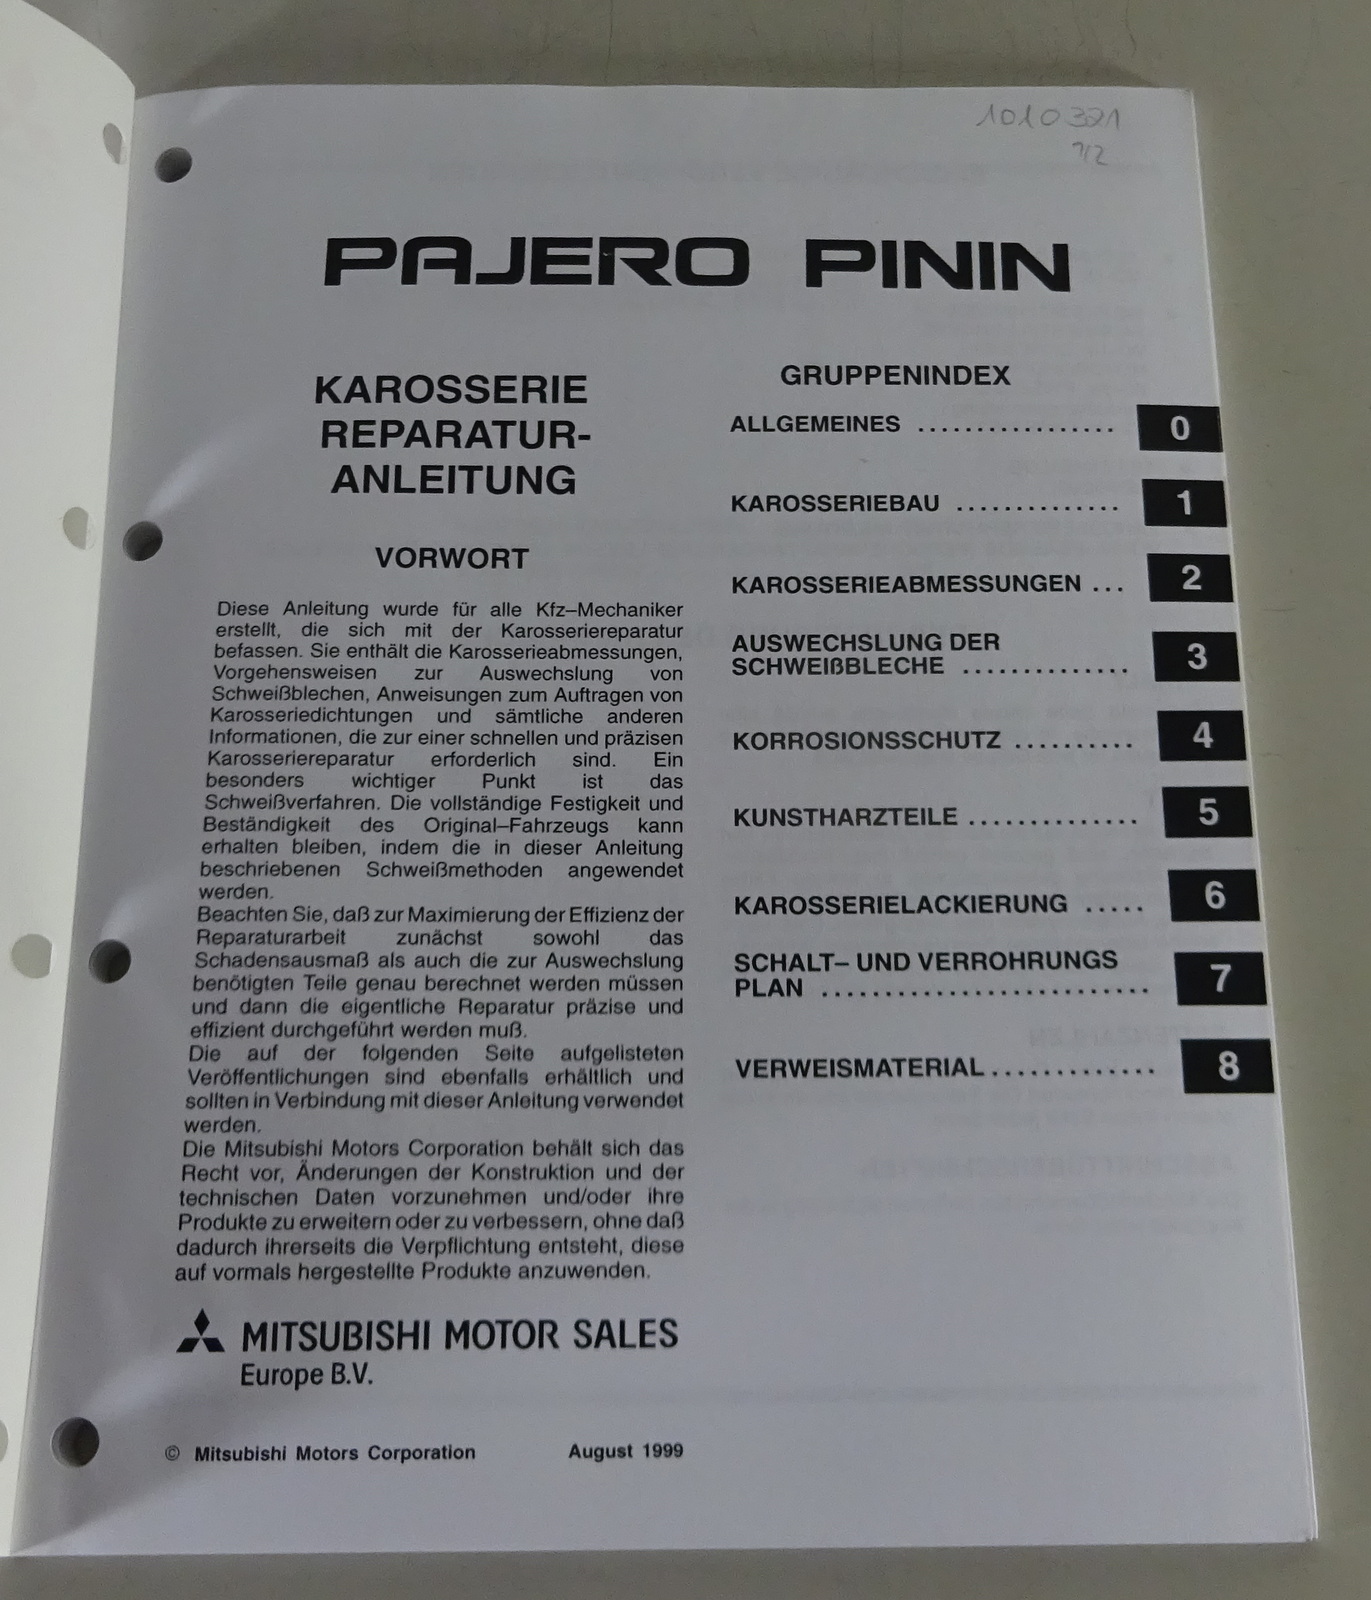 1010321
PAJERO PININ
KAROSSERIE
REPARATUR-
ANLEITUNG
VORWORT
Diese Anleitung wurde für alle Kfz–Mechaniker
erstellt, die sich mit der Karosseriereparatur
befassen. Sie enthält die Karosserieabmessungen,
Vorgehensweisen zur Auswechslung von
Schweißblechen, Anweisungen zum Auftragen von
Karosseriedichtungen und sämtliche anderen
Informationen, die zur einer schnellen und präzisen
Karosseriereparatur erforderlich sind. Ein
besonders wichtiger Punkt ist das
Schweißverfahren. Die vollständige Festigkeit und
Beständigkeit des Original–Fahrzeugs kann
erhalten bleiben, indem die in dieser Anleitung
beschriebenen Schweißmethoden angewendet
werden.
Beachten Sie, daß zur Maximierung der Effizienz der
Reparaturarbeit zunächst sowohl das
Schadensausmaß als auch die zur Auswechslung
benötigten Teile genau berechnet werden müssen
und dann die eigentliche Reparatur präzise und
effizient durchgeführt werden muß.
Die auf der folgenden Seite aufgelisteten
Veröffentlichungen sind ebenfalls erhältlich und
sollten in Verbindung mit dieser Anleitung verwendet
werden.
Die Mitsubishi Motors Corporation behält sich das
Recht vor, Änderungen der Konstruktion und der
technischen Daten vorzunehmen und/oder ihre
Produkte zu erweitern oder zu verbessern, ohne daß
dadurch ihrerseits die Verpflichtung entsteht, diese
auf vormals hergestellte Produkte anzuwenden.
MITSUBISHI MOTOR SALES
Europe B.V.
© Mitsubishi Motors Corporation August 1999
GRUPPENINDEX
ALLGEMEINES ................. 0
KAROSSERIEBAU .............. 1
KAROSSERIEABMESSUNGEN ... 2
AUSWECHSLUNG DER
SCHWEIßBLECHE .............. 3
KORROSIONSSCHUTZ .......... 4
KUNSTHARZTEILE .............. 5
KAROSSERIELACKIERUNG ..... 6
SCHALT– UND VERROHRUNGS
PLAN ........................... 7
VERWEISMATERIAL .............. 8